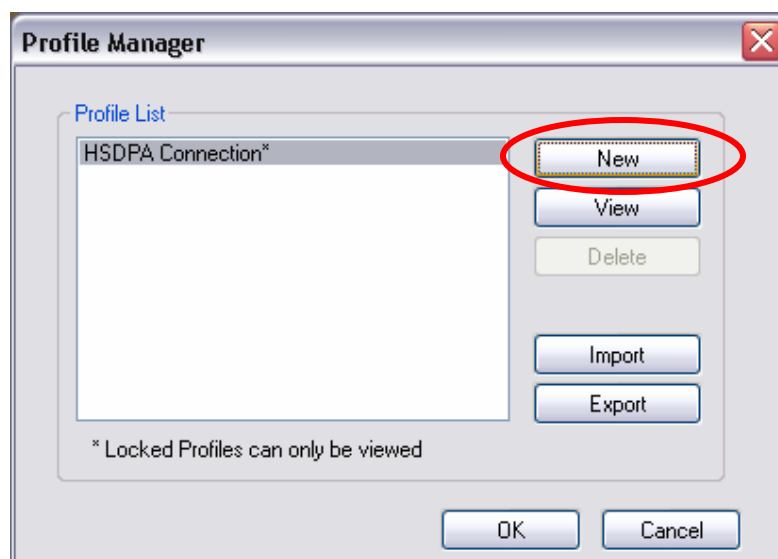 Profile Manager
Profile List
HSDPA Connection*
New
View
Delete
Import
Export
* Locked Profiles can only be viewed
OK
Cancel